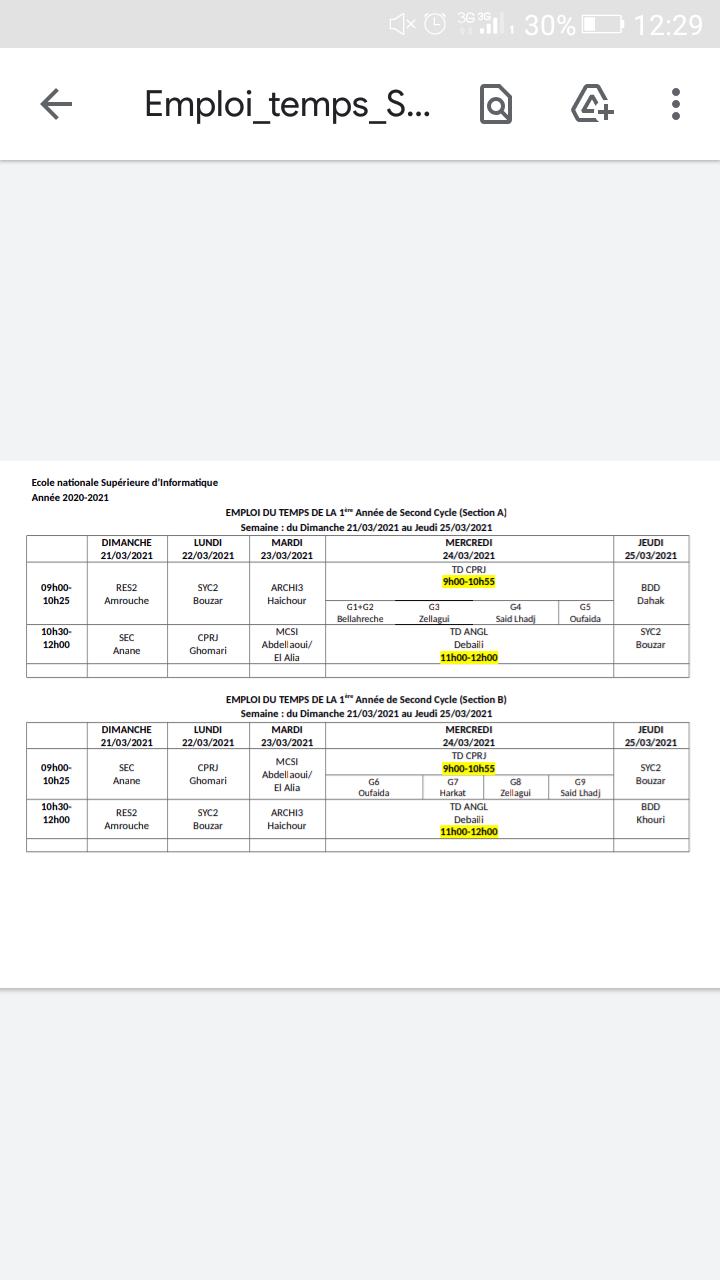 3G 3G 1 30% 12:29
Emploi_temps_S...
Ecole nationale Supérieure d'Informatique
Année 2020-2021
EMPLOI DU TEMPS DE LA 1ère Année de Second Cycle (Section A)
Semaine : du Dimanche 21/03/2021 au Jeudi 25/03/2021
DIMANCHE LUNDI MARDI MERCREDI JEUDI
21/03/2021 22/03/2021 23/03/2021 24/03/2021 25/03/2021
09h00-
10h25
RES2
Amrouche
SYC2
Bouzar
ARCHI3
Haichour
TD CPRJ
9h00-10h55
G1+G2 G3 G4 G5
Bellahreche Zellagui Said Lhadj Oufaida
BDD
Dahak
10h30-
12h00
SEC
Anane
CPRJ
Ghomari
MCSI
Abdellaoui/
El Alia
TD ANGL
Debaili
11h00-12h00
SYC2
Bouzar
EMPLOI DU TEMPS DE LA 1ère Année de Second Cycle (Section B)
Semaine : du Dimanche 21/03/2021 au Jeudi 25/03/2021
DIMANCHE LUNDI MARDI MERCREDI JEUDI
21/03/2021 22/03/2021 23/03/2021 24/03/2021 25/03/2021
09h00-
10h25
SEC
Anane
CPRJ
Ghomari
MCSI
Abdellaoui/
El Alia
TD CPRJ
9h00-10h55
G6 G7 G8 G9
Oufaida Harkat Zellagui Said Lhadj
SYC2
Bouzar
10h30-
12h00
RES2
Amrouche
SYC2
Bouzar
ARCHI3
Haichour
TD ANGL
Debaili
11h00-12h00
BDD
Khouri